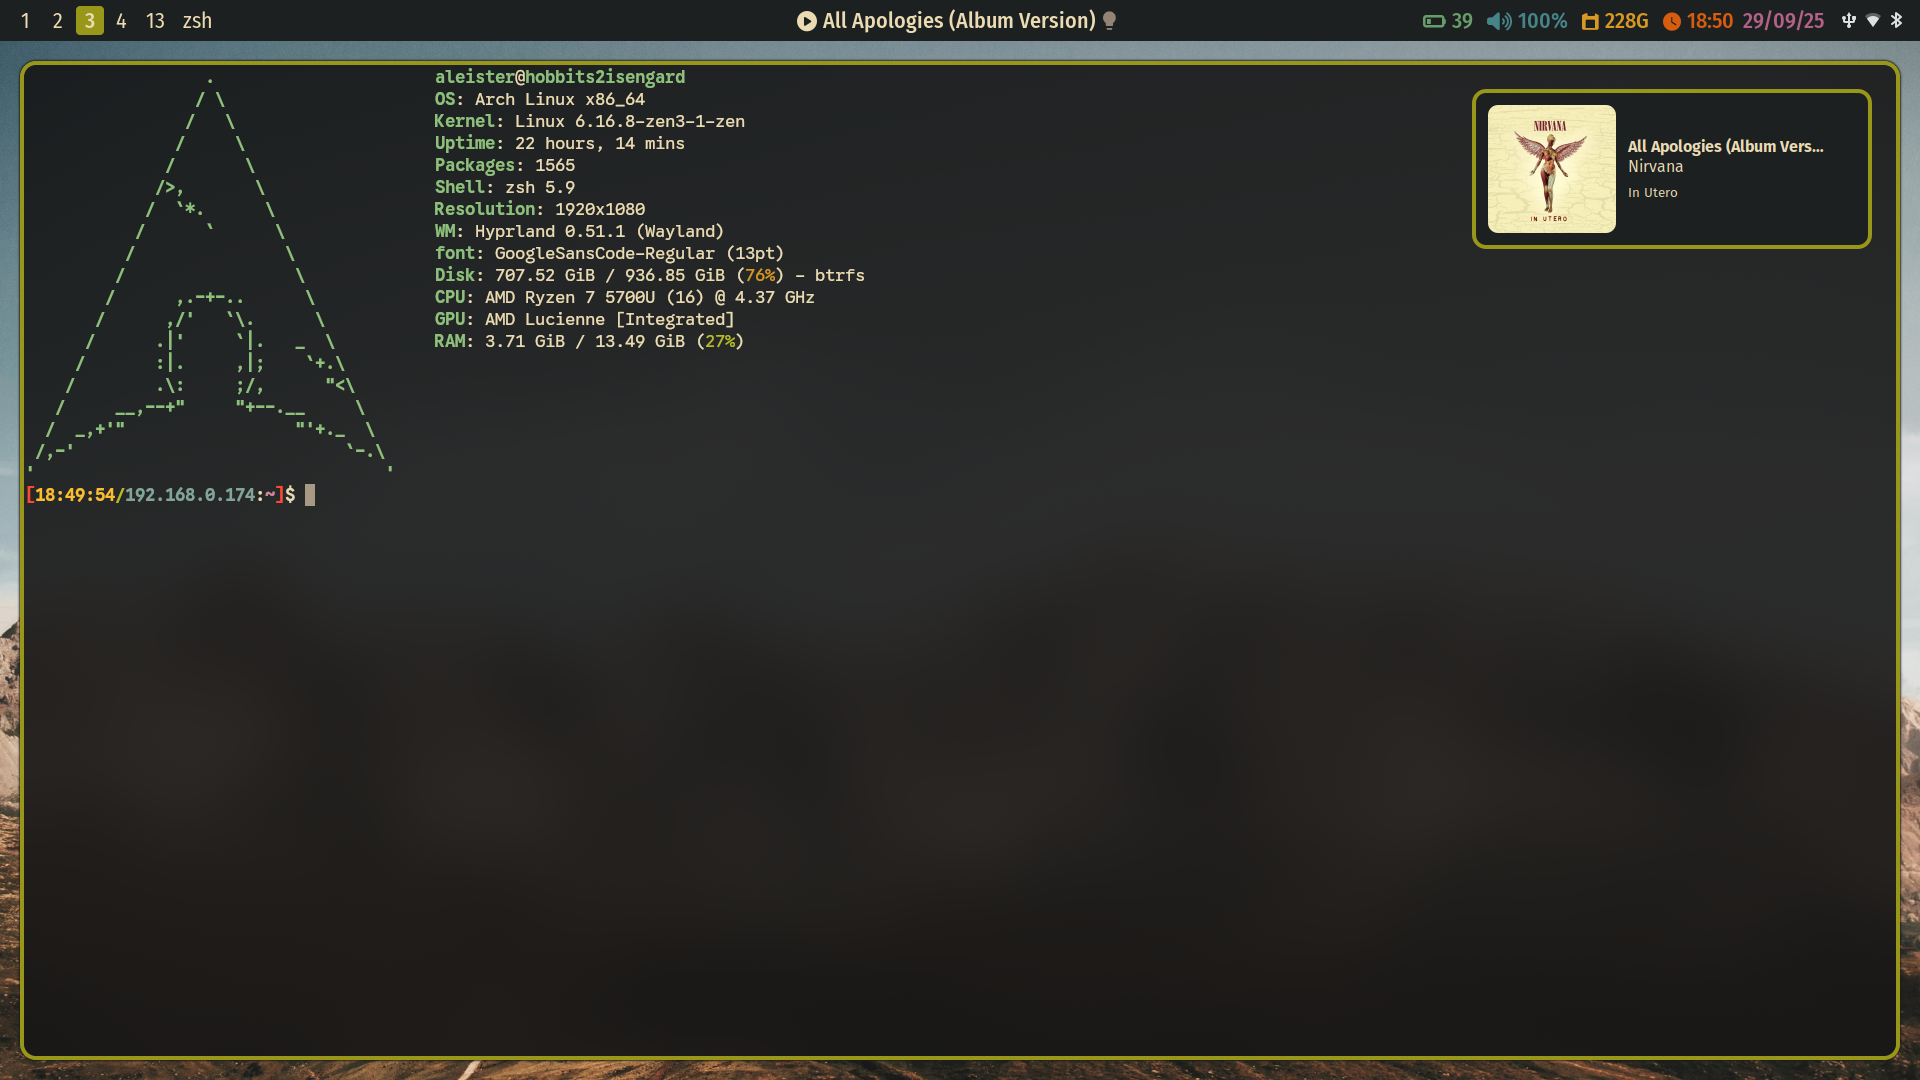 1 2 3 4 13 zsh
All Apologies (Album Version)
39 100% 228G 18:50 29/09/25
aleister@hobbits2isengard
OS: Arch Linux x86_64
Kernel: Linux 6.16.8-zen3-1-zen
Uptime: 22 hours, 14 mins
Packages: 1565
Shell: zsh 5.9
Resolution: 1920x1080
WM: Hyprland 0.51.1 (Wayland)
font: GoogleSansCode-Regular (13pt)
Disk: 707.52 GiB / 936.85 GiB (76%) - btrfs
CPU: AMD Ryzen 7 5700U (16) @ 4.37 GHz
GPU: AMD Lucienne [Integrated]
RAM: 3.71 GiB / 13.49 GiB (27%)
[18:49:54/192.168.0.174:~]$
NIRVANA
IN UTERO
All Apologies (Album Vers...
Nirvana
In Utero